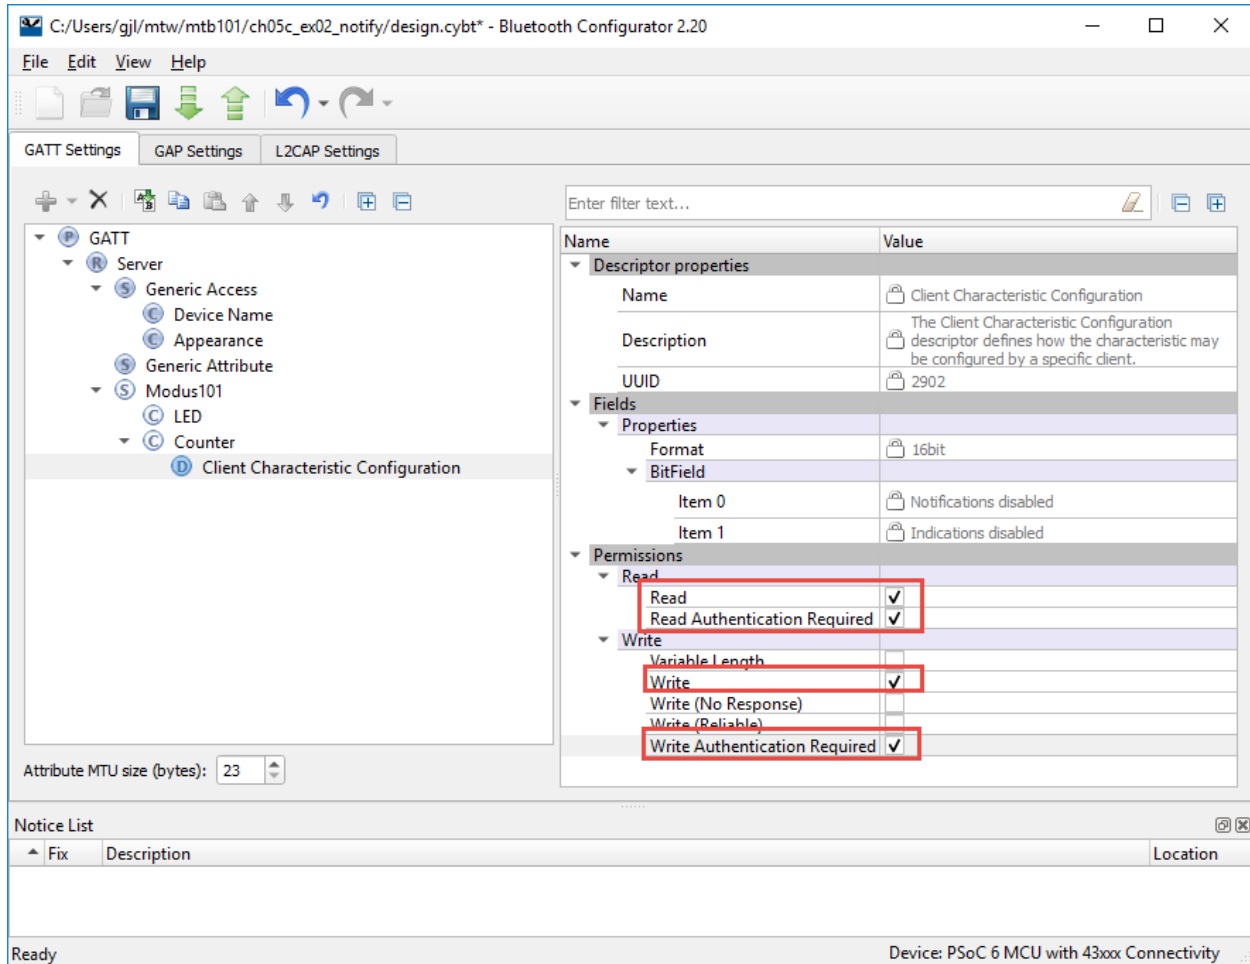 C:/Users/gjl/mtw/mtb101/ch05c_ex02_notify/design.cybt* - Bluetooth Configurator 2.20
File Edit View Help
GATT Settings GAP Settings L2CAP Settings
Enter filter text...
GATT
Server
Generic Access
Device Name
Appearance
Generic Attribute
Modus101
LED
Counter
Client Characteristic Configuration
Attribute MTU size (bytes): 23
Name Value
Descriptor properties
Name Client Characteristic Configuration
Description The Client Characteristic Configuration
descriptor defines how the characteristic may
be configured by a specific client.
UUID 2902
Fields
Properties
Format 16bit
BitField
Item 0 Notifications disabled
Item 1 Indications disabled
Permissions
Read
Read
Read Authentication Required
Write
Variable Length
Write
Write (No Response)
Write (Reliable)
Write Authentication Required
Notice List
Fix Description Location
Ready Device: PSoC 6 MCU with 43xxx Connectivity